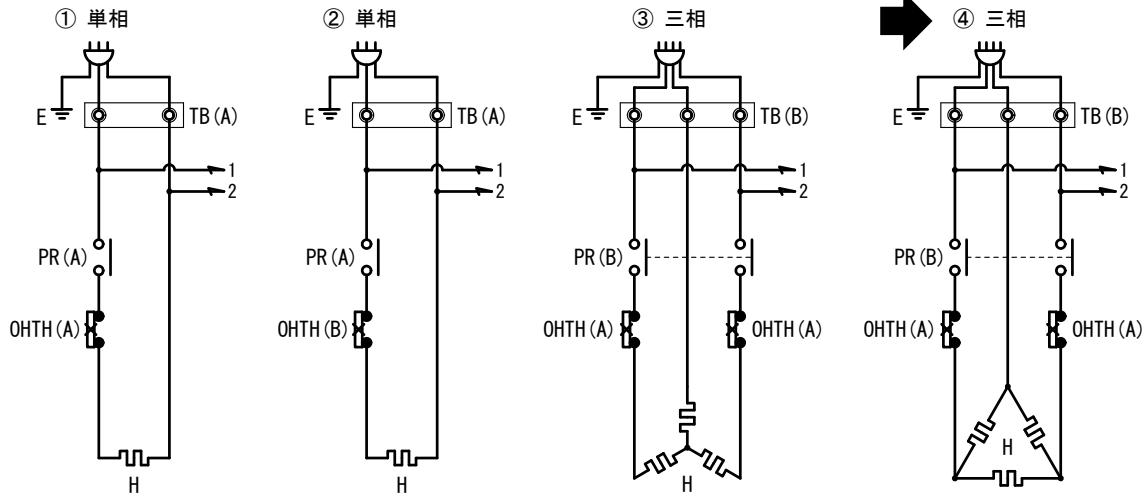 ① 単相
② 単相
③ 三相
④ 三相
E
TB(A)
E
TB(A)
E
TB(B)
E
TB(B)
1
1
1
1
2
2
2
2
PR(A)
PR(A)
PR(B)
PR(B)
OHTH(A)
OHTH(B)
OHTH(A)
OHTH(A)
OHTH(A)
OHTH(A)
H
H
H
H